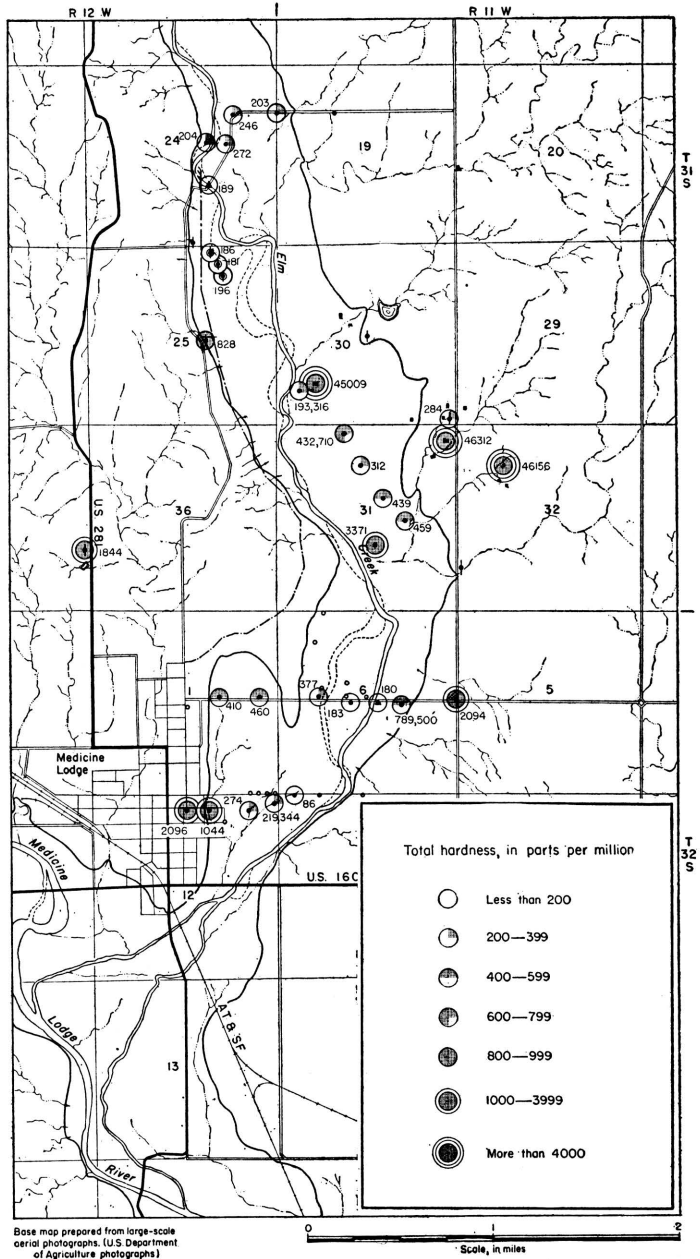 R 12 W
R 11 W
203
246
24
204
272
19
20
T
31
S
189
186
181
196
Elm
29
30
25
828
45009
193,316
284
432,710
46312
312
46156
439
31
36
32
459
US 281
3371
1844
Creek
377
6
180
1
5
410
460
183
789,500
2094
Medicine
Lodge
274
86
219,344
2096
1044
Medicine
T
32
S
U.S. 160
12
Lodge
AT & SF
13
River
Total hardness, in parts per million
Less than 200
200—399
400—599
600—799
800—999
1000—3999
More than 4000
Base map prepared from large-scale
aerial photographs. (U.S. Department
of Agriculture photographs)
0
1
2
Scale, in miles